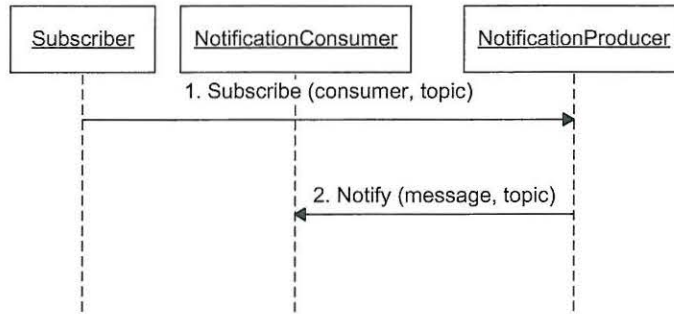 Subscriber
NotificationConsumer
NotificationProducer
1. Subscribe (consumer, topic)
2. Notify (message, topic)